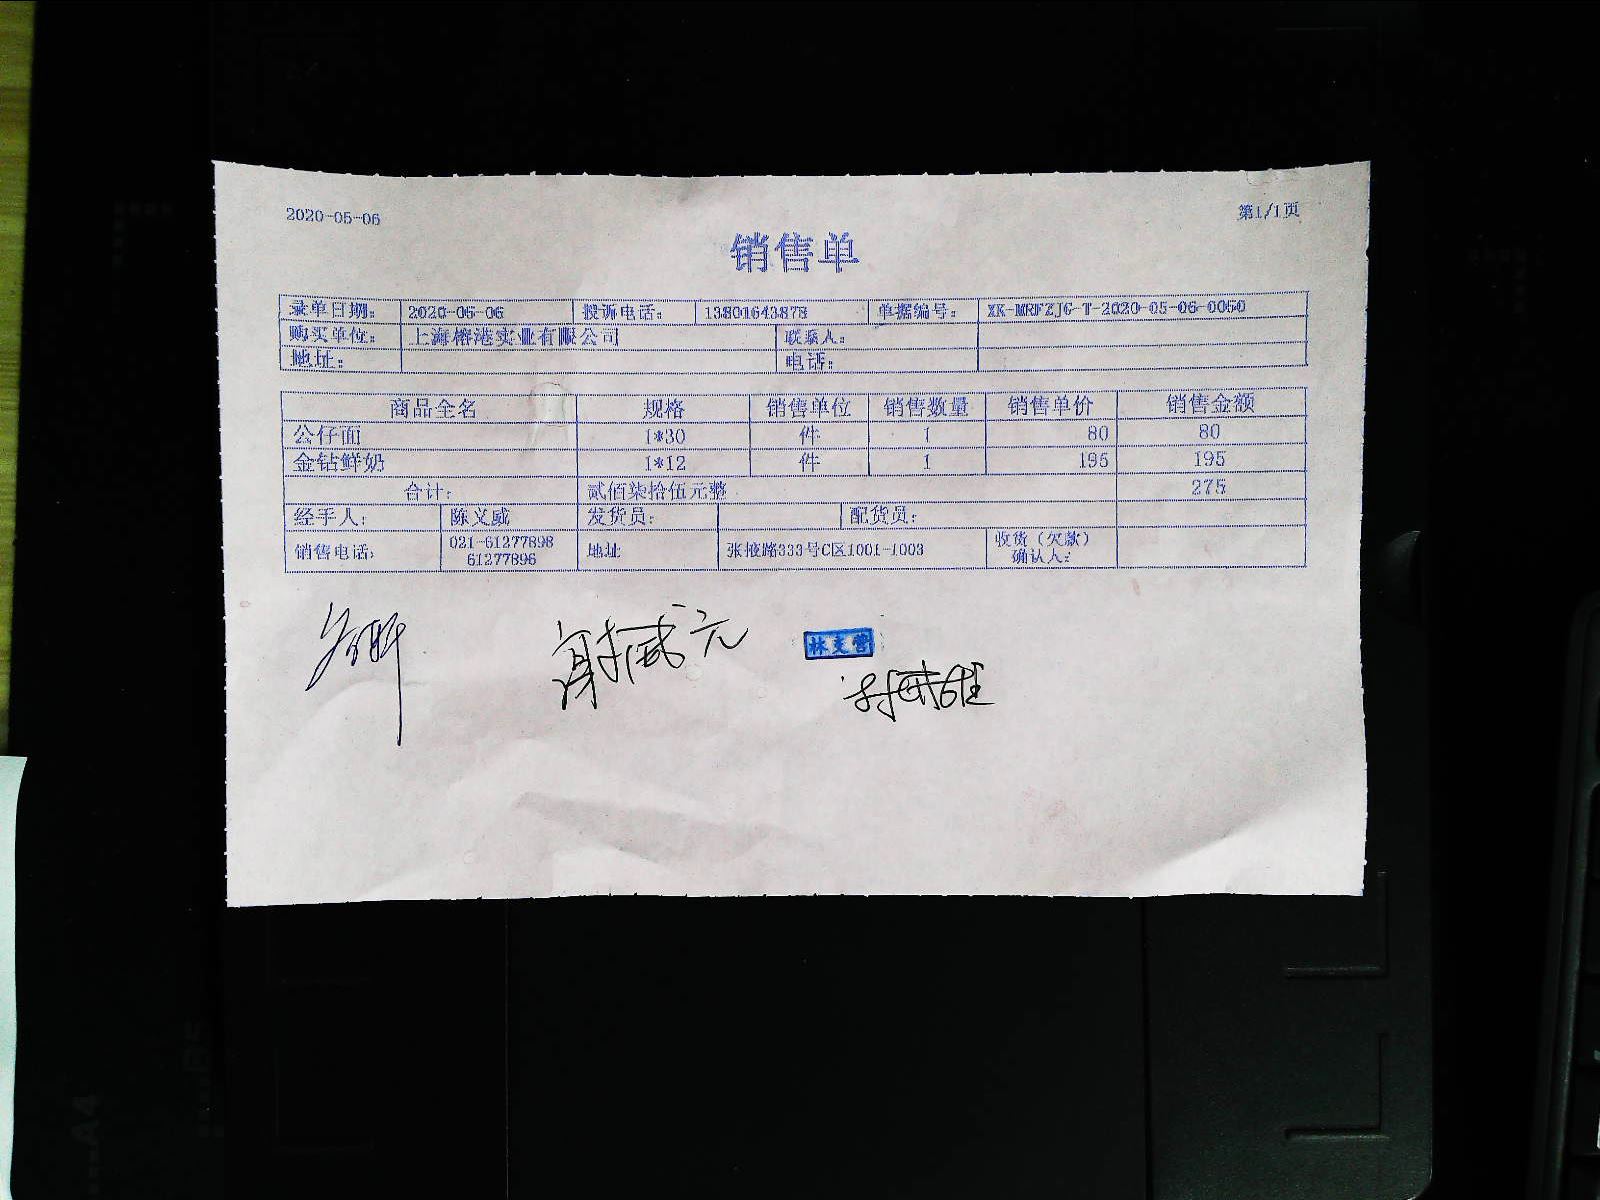 2020-05-06 第1/1页
销售单
录单日期: 2020-05-06 投诉电话: 13801643878 单据编号: XK-MRFZJG-T-2020-05-06-0050
购买单位: 上海榕港实业有限公司 联系人:
地址: 电话:
商品全名 规格 销售单位 销售数量 销售单价 销售金额
公仔面 1*30 件 1 80 80
金钻鲜奶 1*12 件 1 195 195
合计: 贰佰柒拾伍元整 275
经手人: 陈义威 发货员: 配货员:
销售电话: 021-61277898 61277896 地址 张掖路333号C区1001-1003 收货(欠款)确认人: